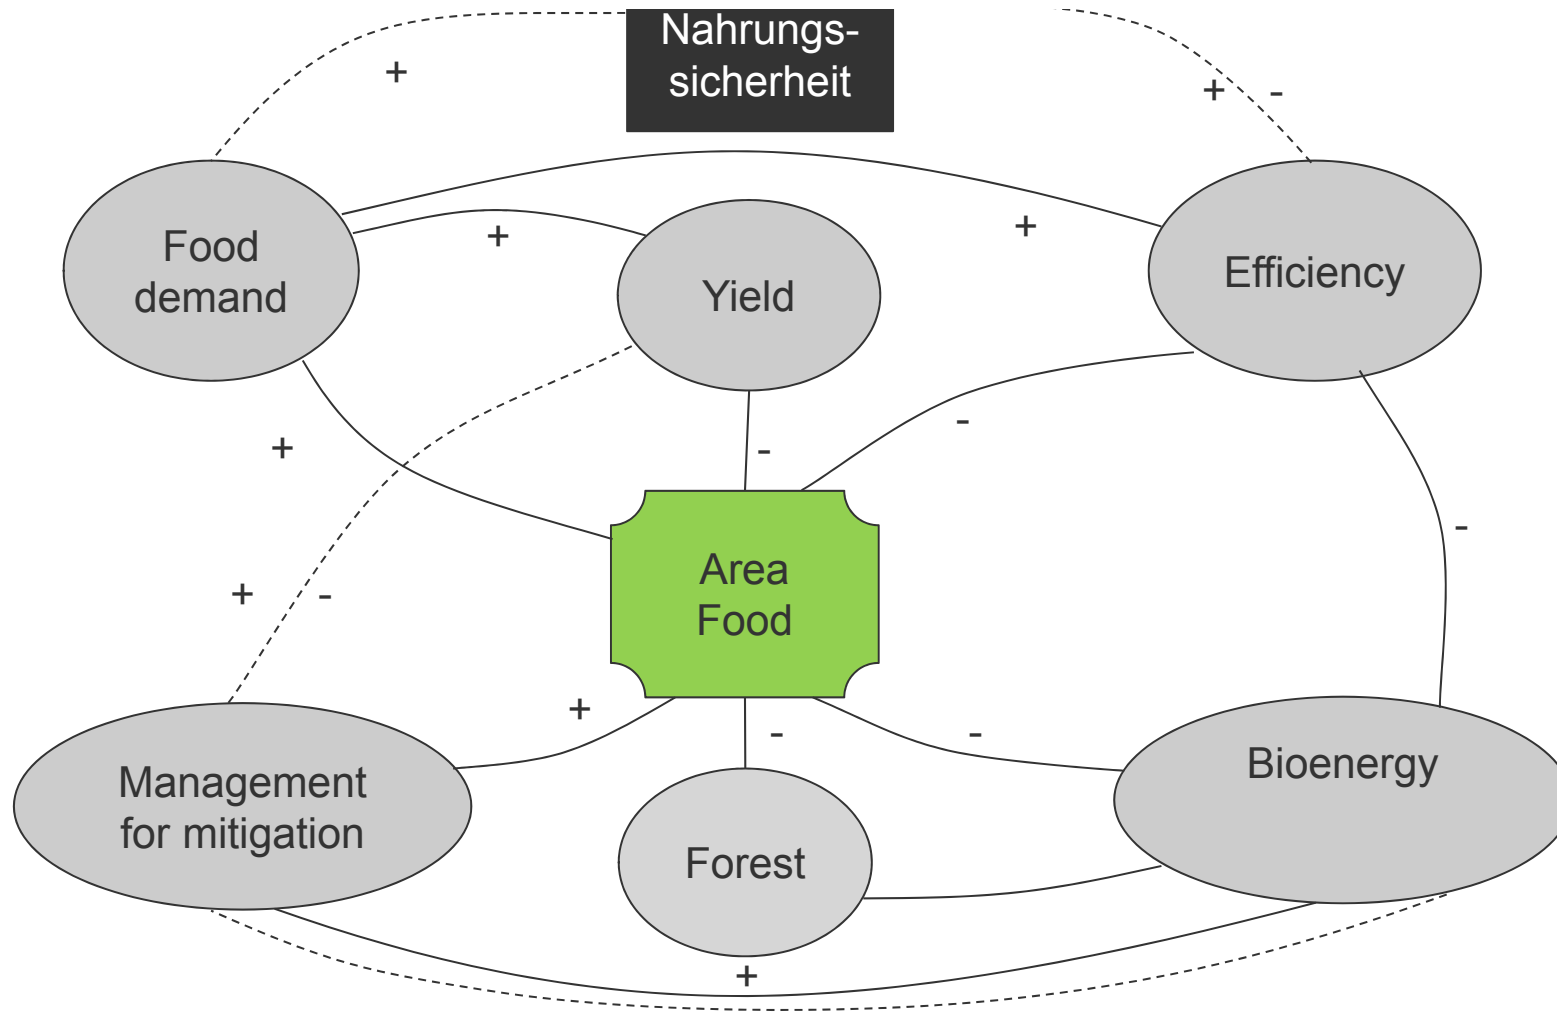 Nahrungs-
sicherheit
+
+ -
Food
demand
+
Yield
+
Efficiency
+
-
-
-
Area
Food
+ -
+
-
-
Management
for mitigation
Forest
Bioenergy
+